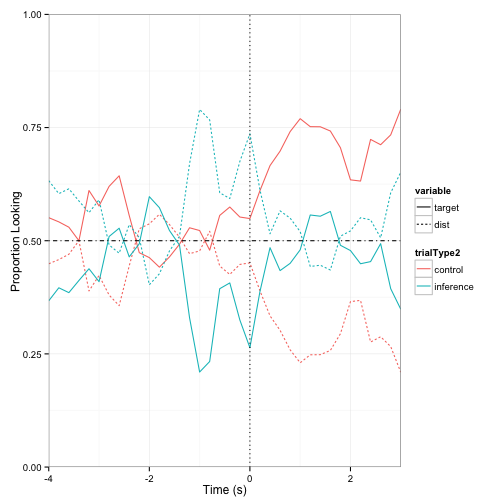 1.00
0.75
0.50
0.25
0.00
Proportion Looking
-4
-2
0
2
Time (s)
variable
target
dist
trialType2
control
inference